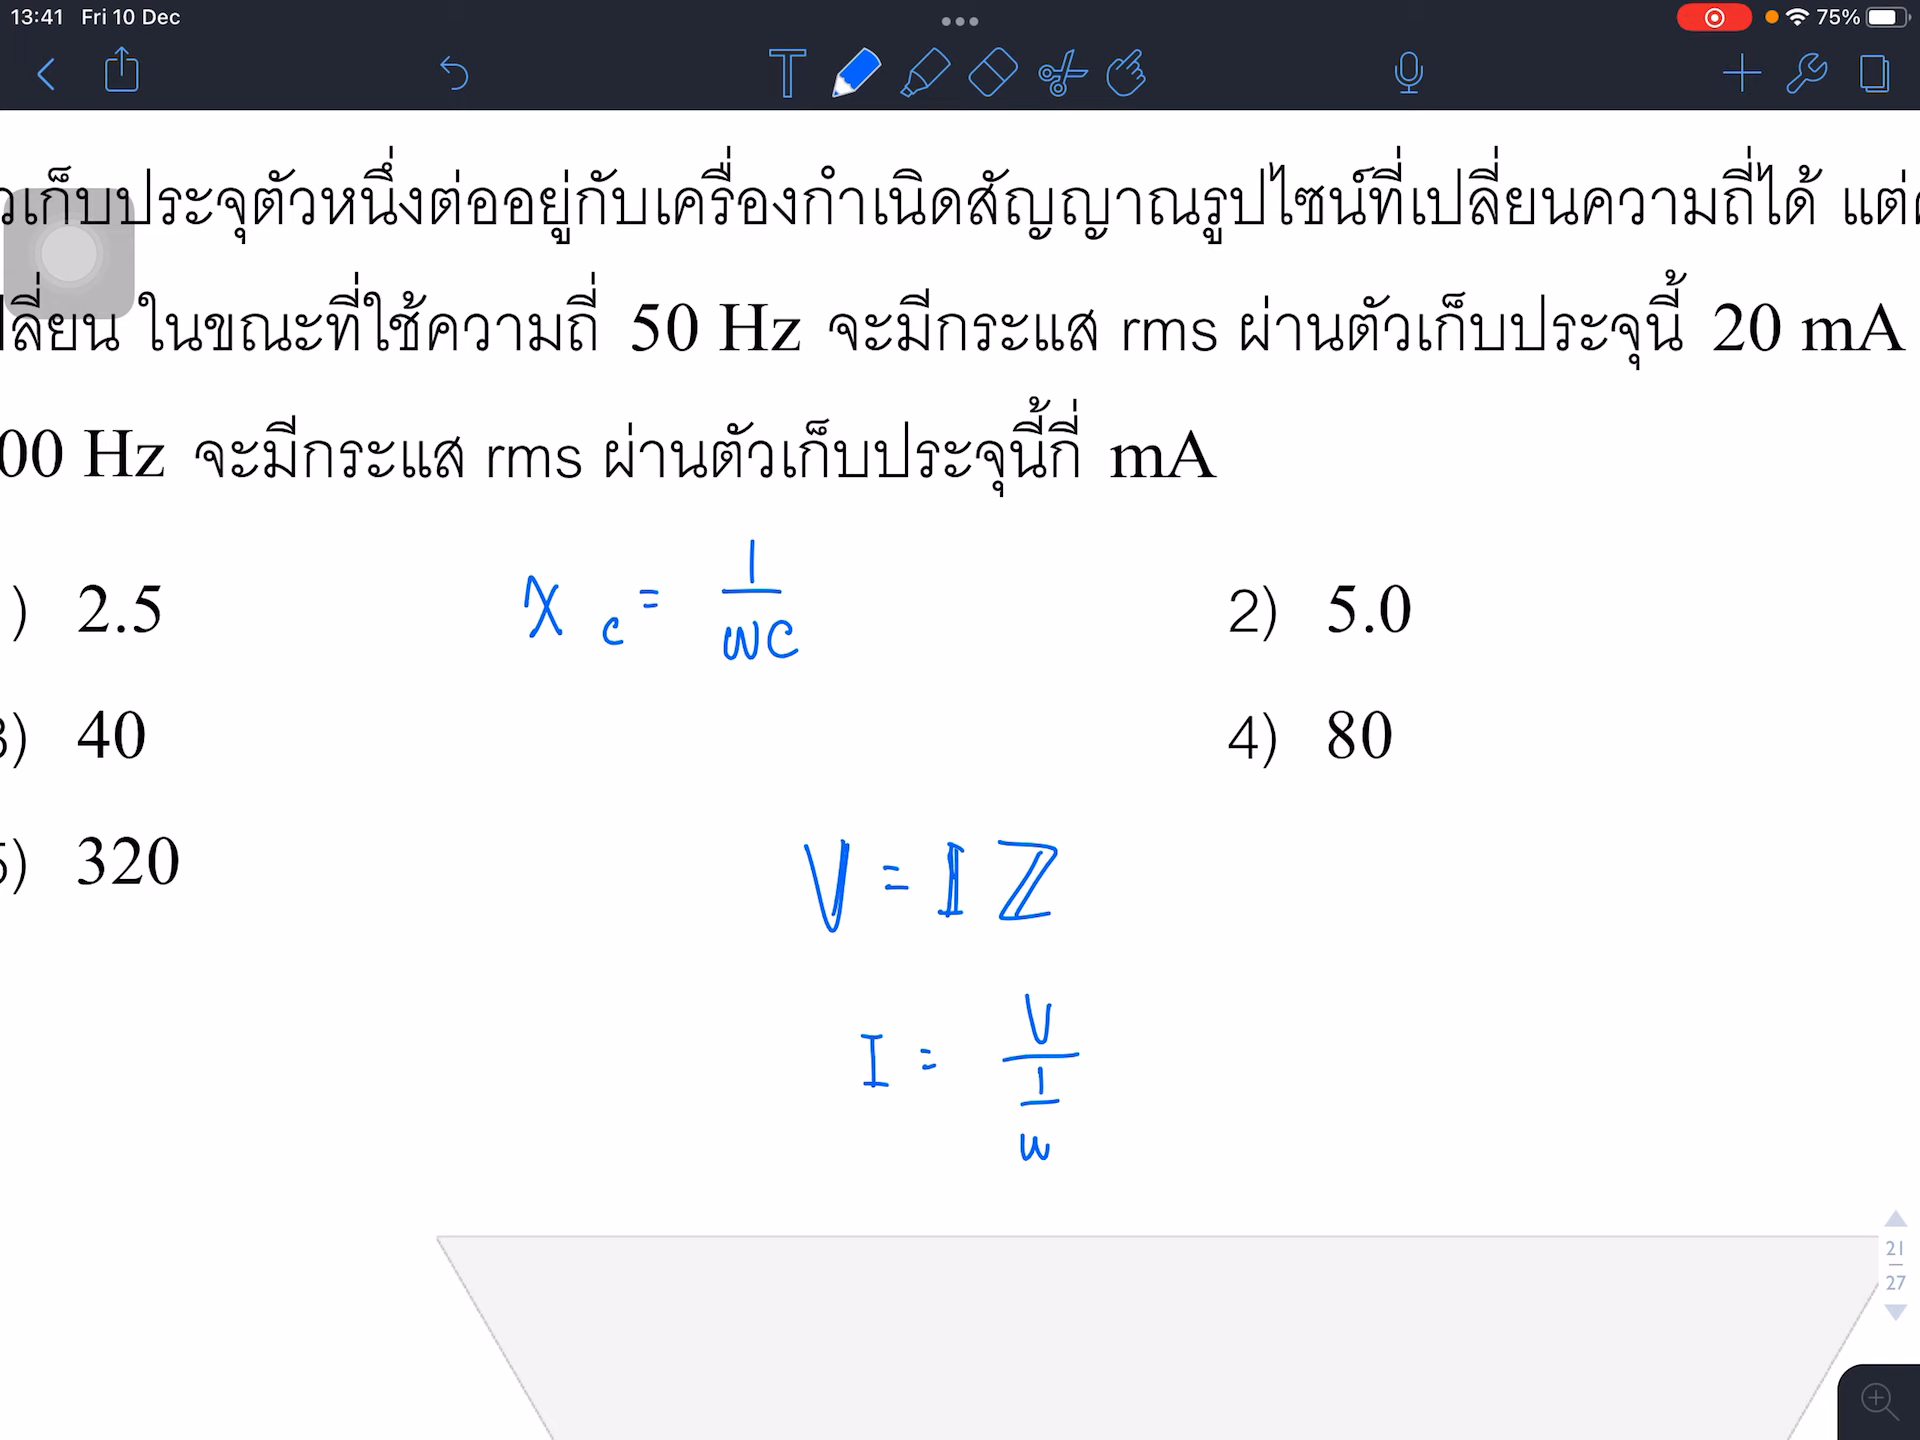 13:41 Fri 10 Dec
75%
T
วเก็บประจุตัวหนึ่งต่ออยู่กับเครื่องกำเนิดสัญญาณรูปไซน์ที่เปลี่ยนความถี่ได้ แต่
ลี่ยน ในขณะที่ใช้ความถี่ 50 Hz จะมีกระแส rms ผ่านตัวเก็บประจุนี้ 20 mA
00 Hz จะมีกระแส rms ผ่านตัวเก็บประจุนี้กี่ mA
) 2.5
X c = 1/ωC
2) 5.0
3) 40
4) 80
5) 320
V = I Z
I = V/(1/ω
21
27